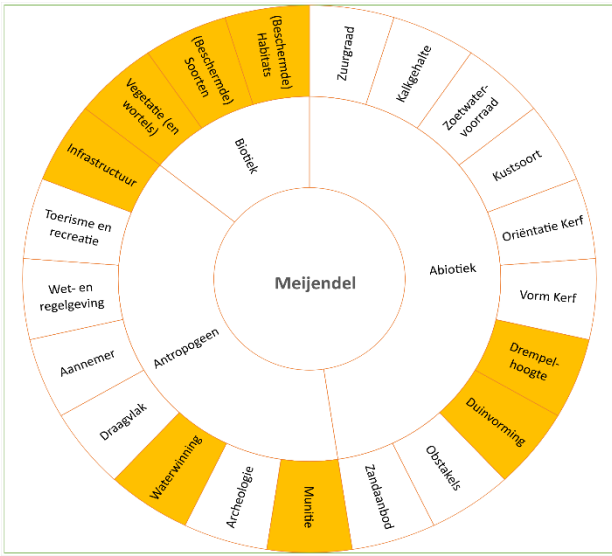 Meijendel
Abiotiek
Antropogeen
Biotiek
Zuurgraad
Kalkgehalte
Zoetwater-
voorraad
Kustsoort
Oriëntatie Kerf
Vorm Kerf
Drempel-
hoogte
Duinvorming
Obstakels
Zandaanbod
Munitie
Archeologie
Waterwinning
Draagvlak
Aannemer
Wet- en
regelgeving
Toerisme en
recreatie
Infrastructuur
Vegetatie (en
wortels)
(Beschermde)
Soorten
(Beschermde)
Habitats